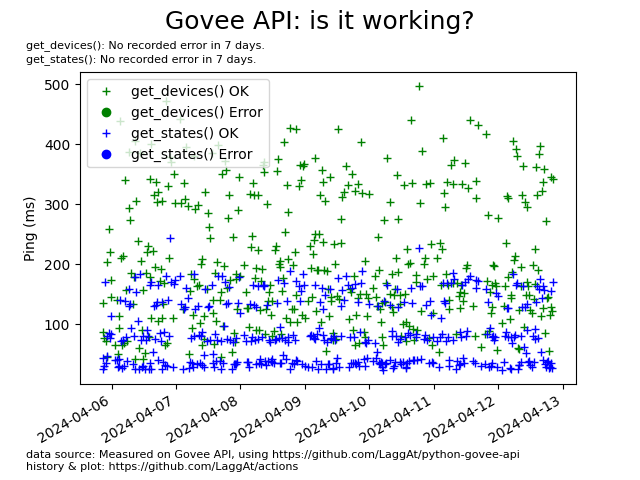 Govee API: is it working?
get_devices(): No recorded error in 7 days.
get_states(): No recorded error in 7 days.
get_devices() OK
get_devices() Error
get_states() OK
get_states() Error
500
400
300
200
100
Ping (ms)
2024-04-06
2024-04-07
2024-04-08
2024-04-09
2024-04-10
2024-04-11
2024-04-12
2024-04-13
data source: Measured on Govee API, using https://github.com/LaggAt/python-govee-api
history & plot: https://github.com/LaggAt/actions